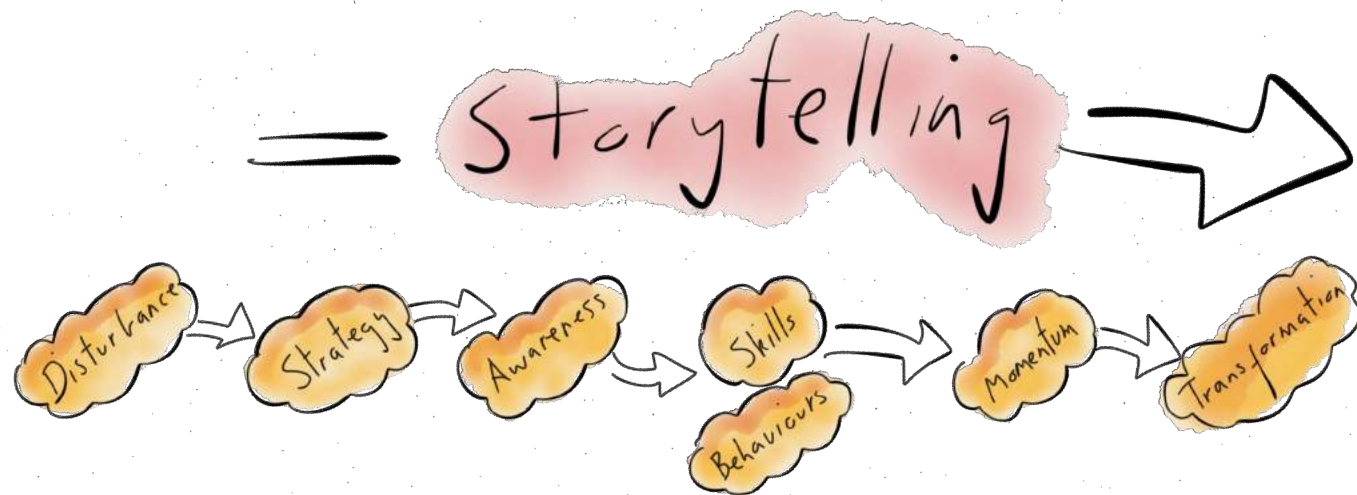 = Storytelling
Disturbance
Strategy
Awareness
Skills
Behaviours
Momentum
Transformation